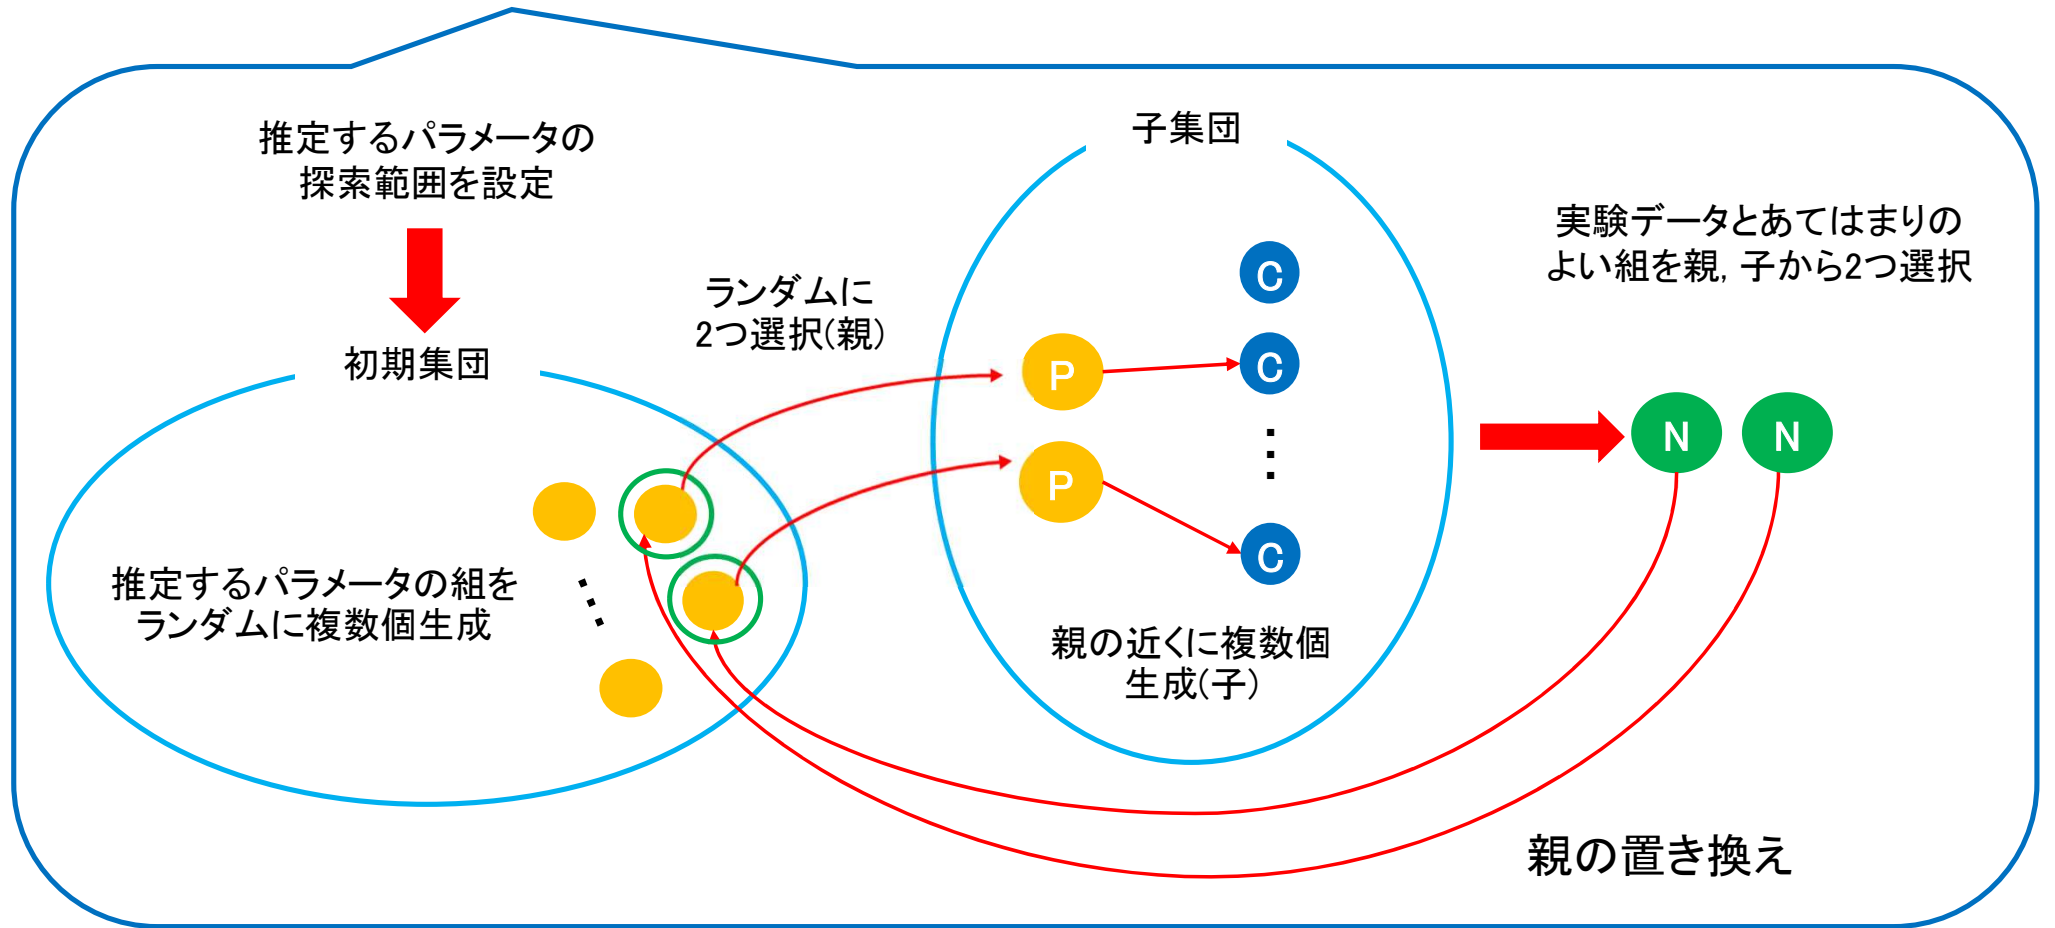 推定するパラメータの
探索範囲を設定
初期集団
推定するパラメータの組を
ランダムに複数個生成
ランダムに
2つ選択(親)
子集団
P
P
C
C
C
親の近くに複数個
生成(子)
実験データとあてはまりの
よい組を親, 子から2つ選択
N N
親の置き換え